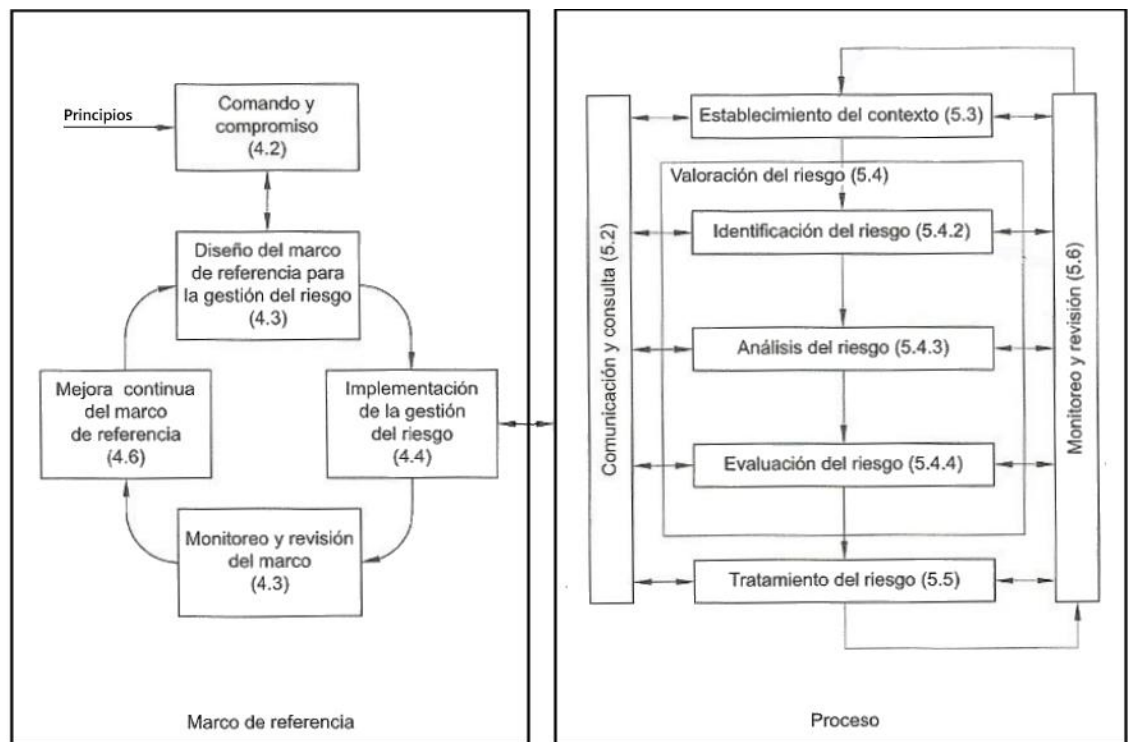 Principios
Comando y
compromiso
(4.2)
Diseño del marco
de referencia para
la gestión del riesgo
(4.3)
Mejora continua
del marco
de referencia
(4.6)
Implementación
de la gestión
del riesgo
(4.4)
Monitoreo y revisión
del marco
(4.3)
Marco de referencia
Comunicación y consulta (5.2)
Establecimiento del contexto (5.3)
Valoración del riesgo (5.4)
Identificación del riesgo (5.4.2)
Análisis del riesgo (5.4.3)
Evaluación del riesgo (5.4.4)
Tratamiento del riesgo (5.5)
Monitoreo y revisión (5.6)
Proceso